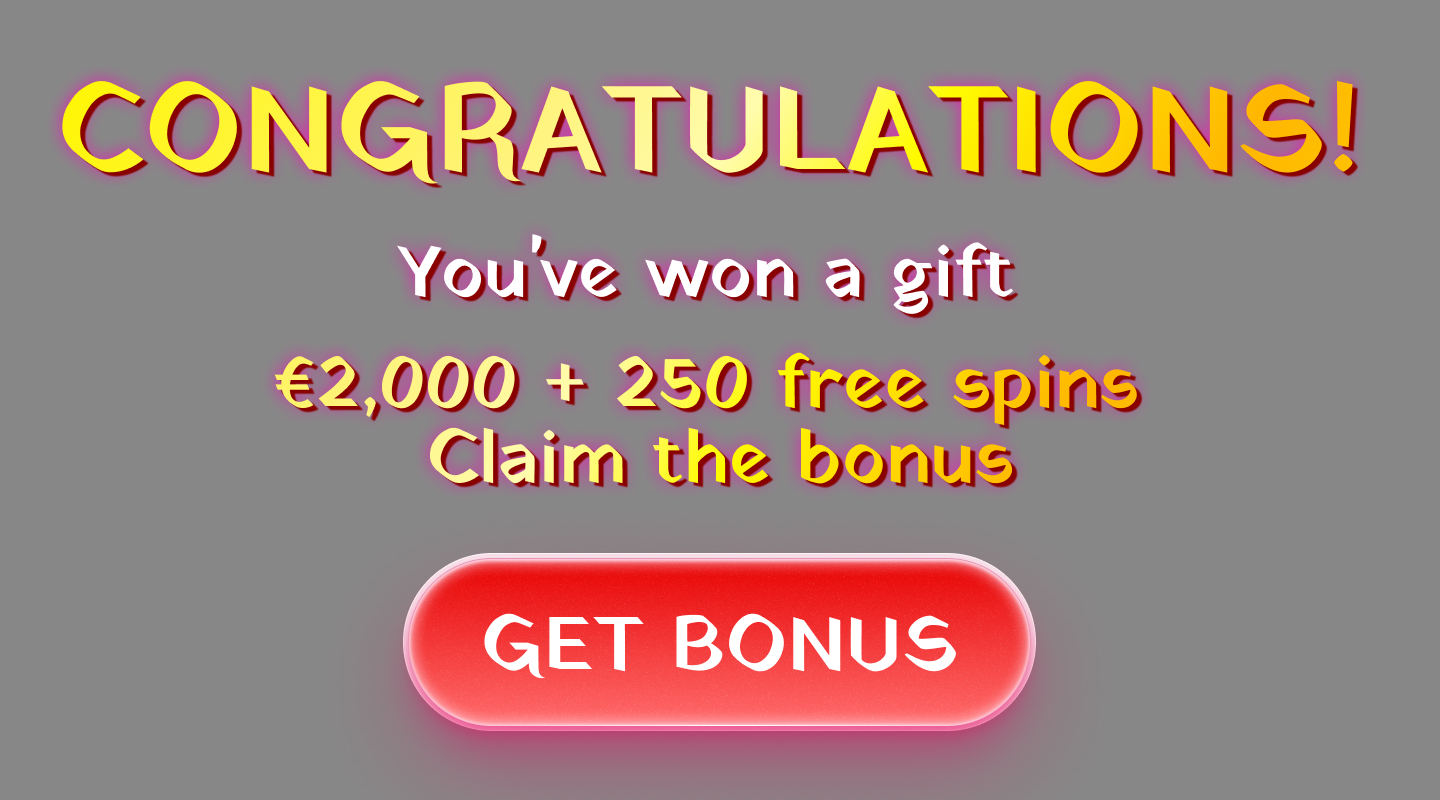 CONGRATULATIONS!
You've won a gift
€2,000 + 250 free spins
Claim the bonus
GET BONUS